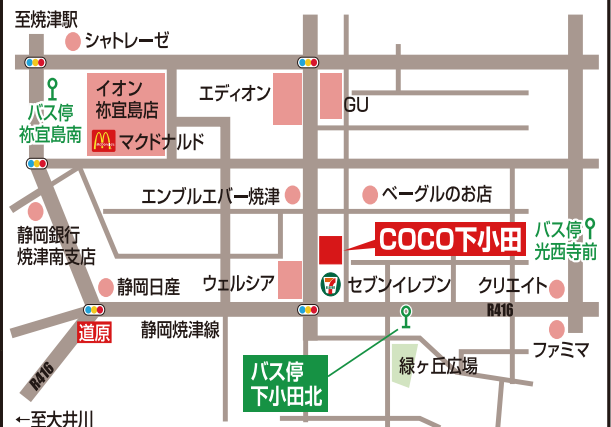 至焼津駅
シャトレーゼ
イオン
祢宜島店
マクドナルド
バス停
祢宜島南
エディオン
GU
エンブルエバー焼津
ベーグルのお店
静岡銀行
焼津南支店
COCO下小田
バス停
光西寺前
静岡日産
ウェルシア
7
セブンイレブン
クリエイト
R416
道原
静岡焼津線
ファミマ
バス停
下小田北
緑ヶ丘広場
R416
←至大井川